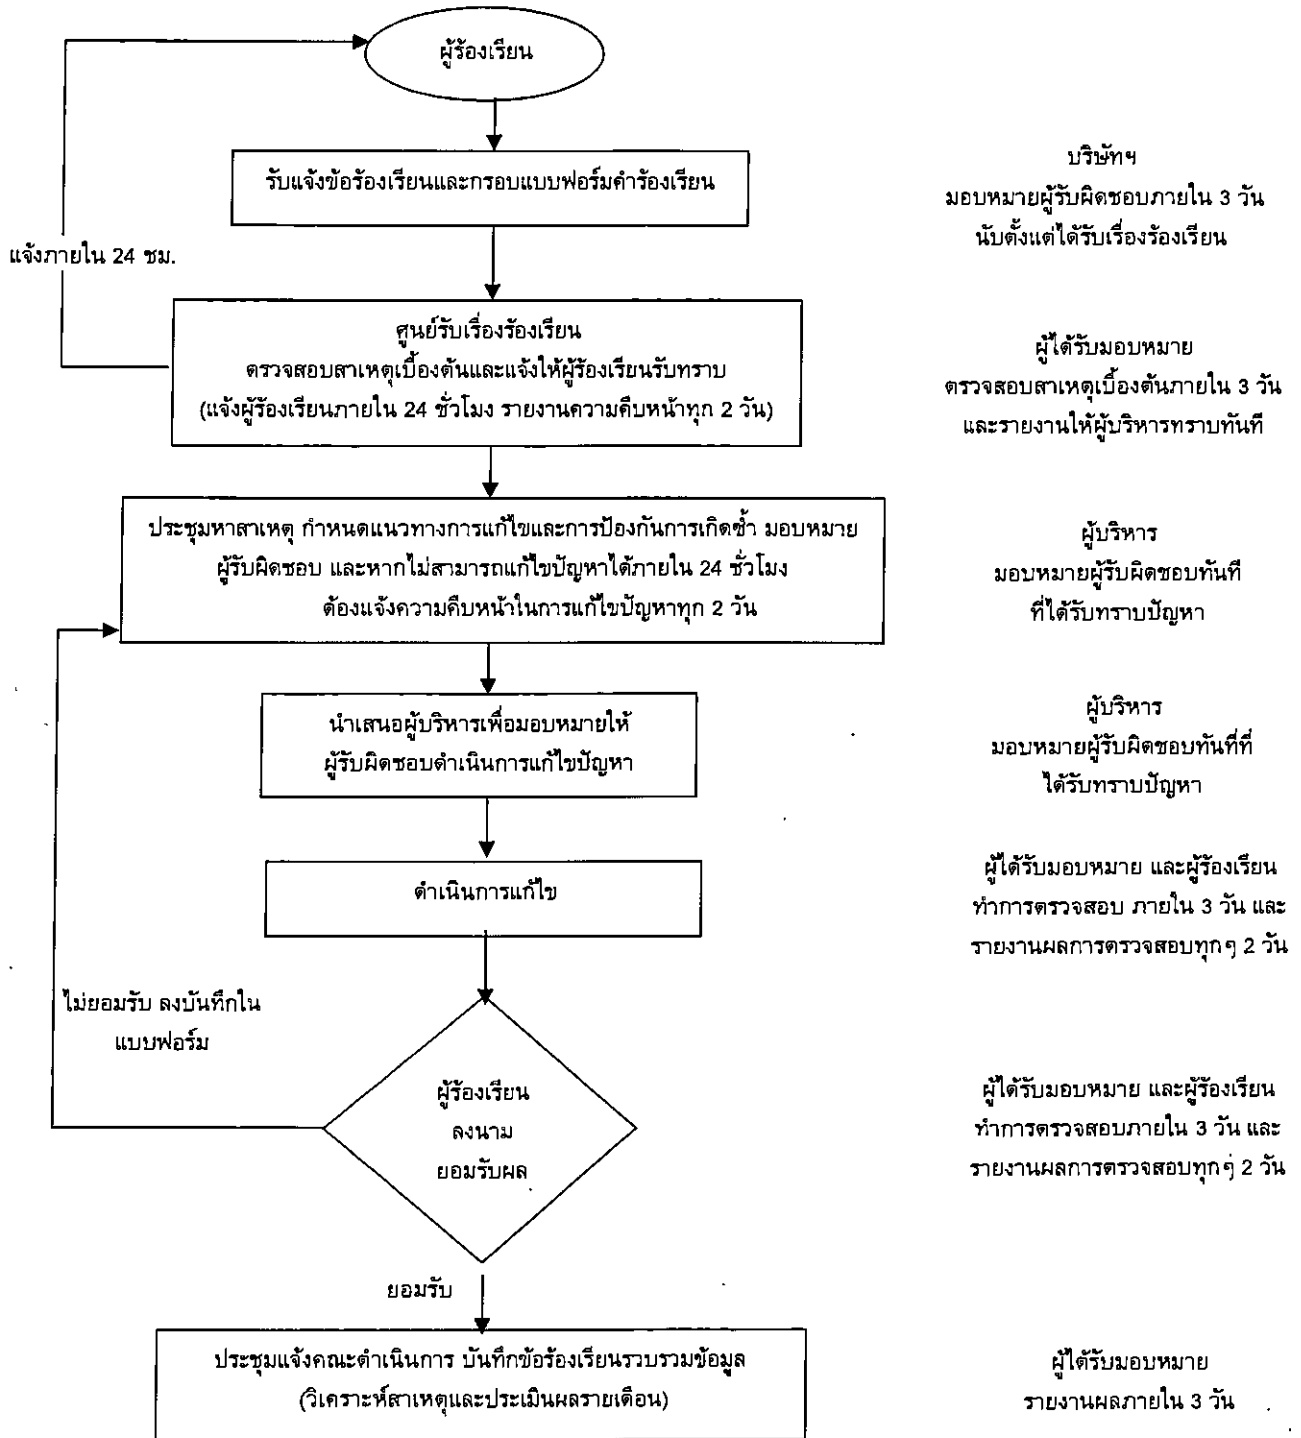 ผู้ร้องเรียน
รับแจ้งข้อร้องเรียนและกรอบแบบฟอร์มคำร้องเรียน
บริษัทฯ
มอบหมายผู้รับผิดชอบภายใน 3 วัน
นับตั้งแต่ได้รับเรื่องร้องเรียน
แจ้งภายใน 24 ชม.
ศูนย์รับเรื่องร้องเรียน
ตรวจสอบสาเหตุเบื้องต้นและแจ้งให้ผู้ร้องเรียนรับทราบ
(แจ้งผู้ร้องเรียนภายใน 24 ชั่วโมง รายงานความคืบหน้าทุก 2 วัน)
ผู้ได้รับมอบหมาย
ตรวจสอบสาเหตุเบื้องต้นภายใน 3 วัน
และรายงานให้ผู้บริหารทราบทันที
ประชุมหาสาเหตุ กำหนดแนวทางการแก้ไขและการป้องกันการเกิดซ้ำ มอบหมาย
ผู้รับผิดชอบ และหากไม่สามารถแก้ไขปัญหาได้ภายใน 24 ชั่วโมง
ต้องแจ้งความคืบหน้าในการแก้ไขปัญหาทุก 2 วัน
ผู้บริหาร
มอบหมายผู้รับผิดชอบทันที
ที่ได้รับทราบปัญหา
นำเสนอผู้บริหารเพื่อมอบหมายให้
ผู้รับผิดชอบดำเนินการแก้ไขปัญหา
ผู้บริหาร
มอบหมายผู้รับผิดชอบทันที่ที่
ได้รับทราบปัญหา
ดำเนินการแก้ไข
ผู้ได้รับมอบหมาย และผู้ร้องเรียน
ทำการตรวจสอบ ภายใน 3 วัน และ
รายงานผลการตรวจสอบทุกๆ 2 วัน
ไม่ยอมรับ ลงบันทึกใน
แบบฟอร์ม
ผู้ร้องเรียน
ลงนาม
ยอมรับผล
ผู้ได้รับมอบหมาย และผู้ร้องเรียน
ทำการตรวจสอบภายใน 3 วัน และ
รายงานผลการตรวจสอบทุกๆ 2 วัน
ยอมรับ
ประชุมแจ้งคณะดำเนินการ บันทึกข้อร้องเรียนรวบรวมข้อมูล
(วิเคราะห์สาเหตุและประเมินผลรายเดือน)
ผู้ได้รับมอบหมาย
รายงานผลภายใน 3 วัน